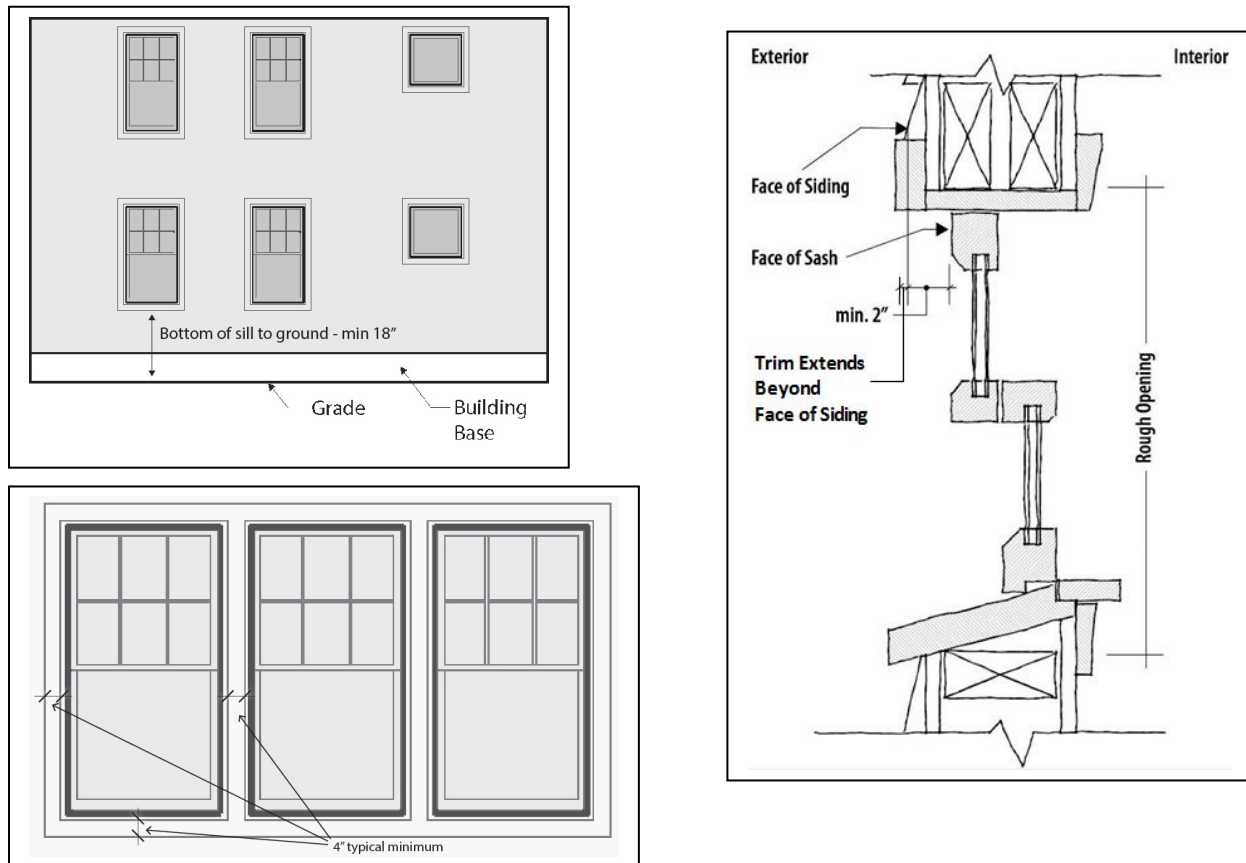 Bottom of sill to ground - min 18”
Grade
Building
Base
4” typical minimum
Exterior
Interior
Face of Siding
Face of Sash
min. 2”
Trim Extends
Beyond
Face of Siding
Rough Opening